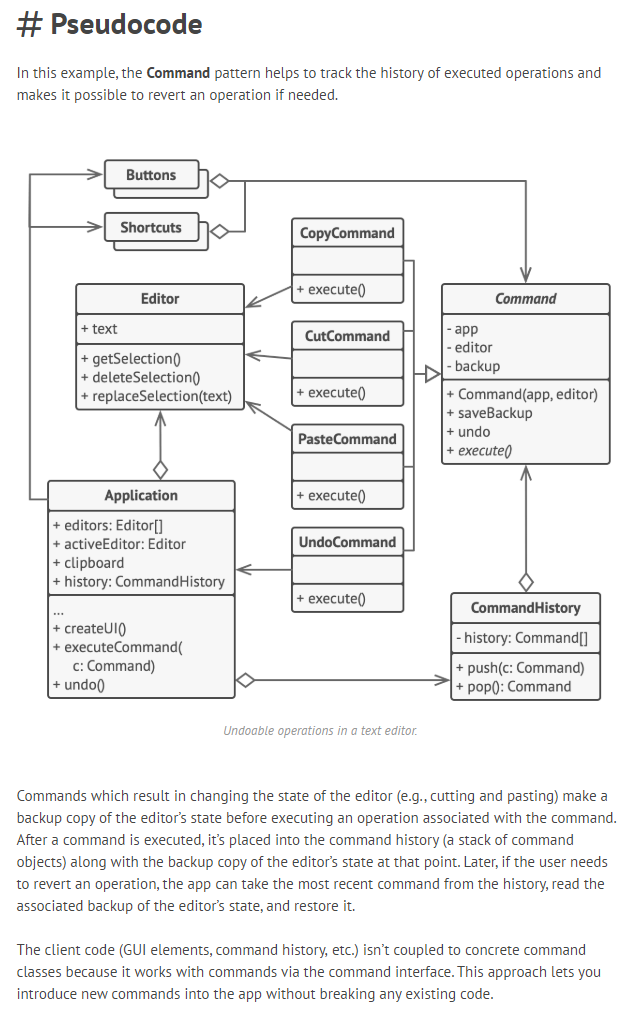 # Pseudocode
In this example, the Command pattern helps to track the history of executed operations and
makes it possible to revert an operation if needed.
Buttons
Shortcuts
CopyCommand
+ execute()
Editor
+ text
+ getSelection()
+ deleteSelection()
+ replaceSelection(text)
CutCommand
+ execute()
Command
- app
- editor
- backup
+ Command(app, editor)
+ saveBackup
+ undo
+ execute()
PasteCommand
+ execute()
Application
+ editors: Editor[]
+ activeEditor: Editor
+ clipboard
+ history: CommandHistory
...
+ createUI()
+ executeCommand(
c: Command)
+ undo()
UndoCommand
+ execute()
CommandHistory
- history: Command[]
+ push(c: Command)
+ pop(): Command
Undoable operations in a text editor.
Commands which result in changing the state of the editor (e.g., cutting and pasting) make a
backup copy of the editor’s state before executing an operation associated with the command.
After a command is executed, it’s placed into the command history (a stack of command
objects) along with the backup copy of the editor’s state at that point. Later, if the user needs
to revert an operation, the app can take the most recent command from the history, read the
associated backup of the editor’s state, and restore it.
The client code (GUI elements, command history, etc.) isn’t coupled to concrete command
classes because it works with commands via the command interface. This approach lets you
introduce new commands into the app without breaking any existing code.